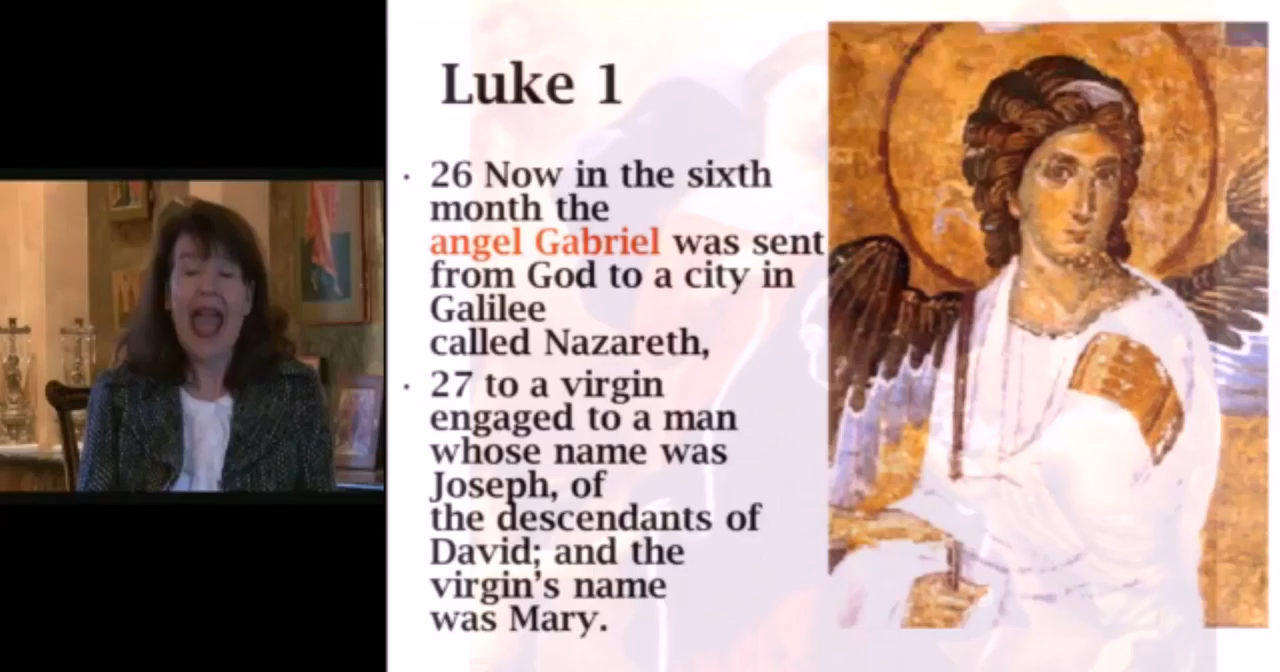 Luke 1
· 26 Now in the sixth
month the
angel Gabriel was sent
from God to a city in
Galilee
called Nazareth,
· 27 to a virgin
engaged to a man
whose name was
Joseph, of
the descendants of
David; and the
virgin's name
was Mary.